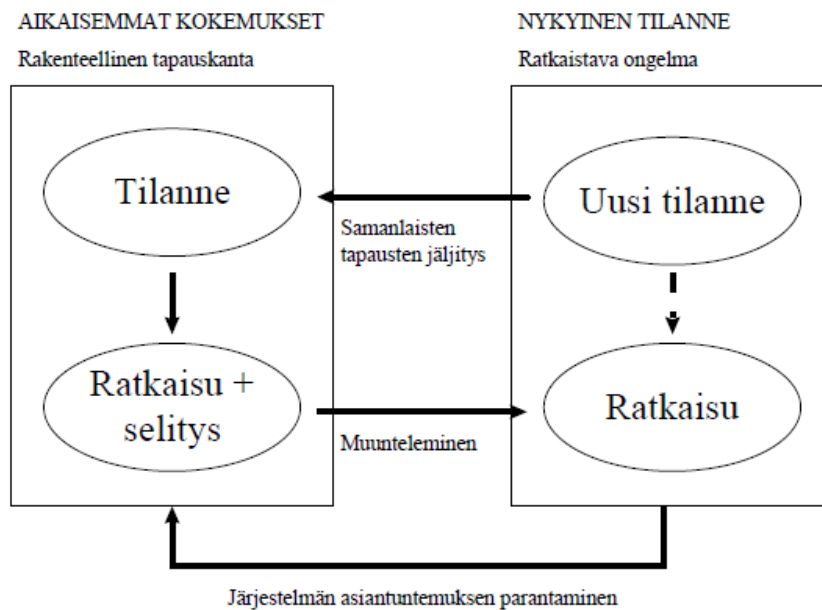 AIKAISEMMAT KOKEMUKSET
Rakenteellinen tapauskanta
NYKYINEN TILANNE
Ratkaistava ongelma
Tilanne
Uusi tilanne
Samanlaisten
tapausten jäljitys
Ratkaisu +
selitys
Ratkaisu
Muunteleminen
Järjestelmän asiantuntemuksen parantaminen